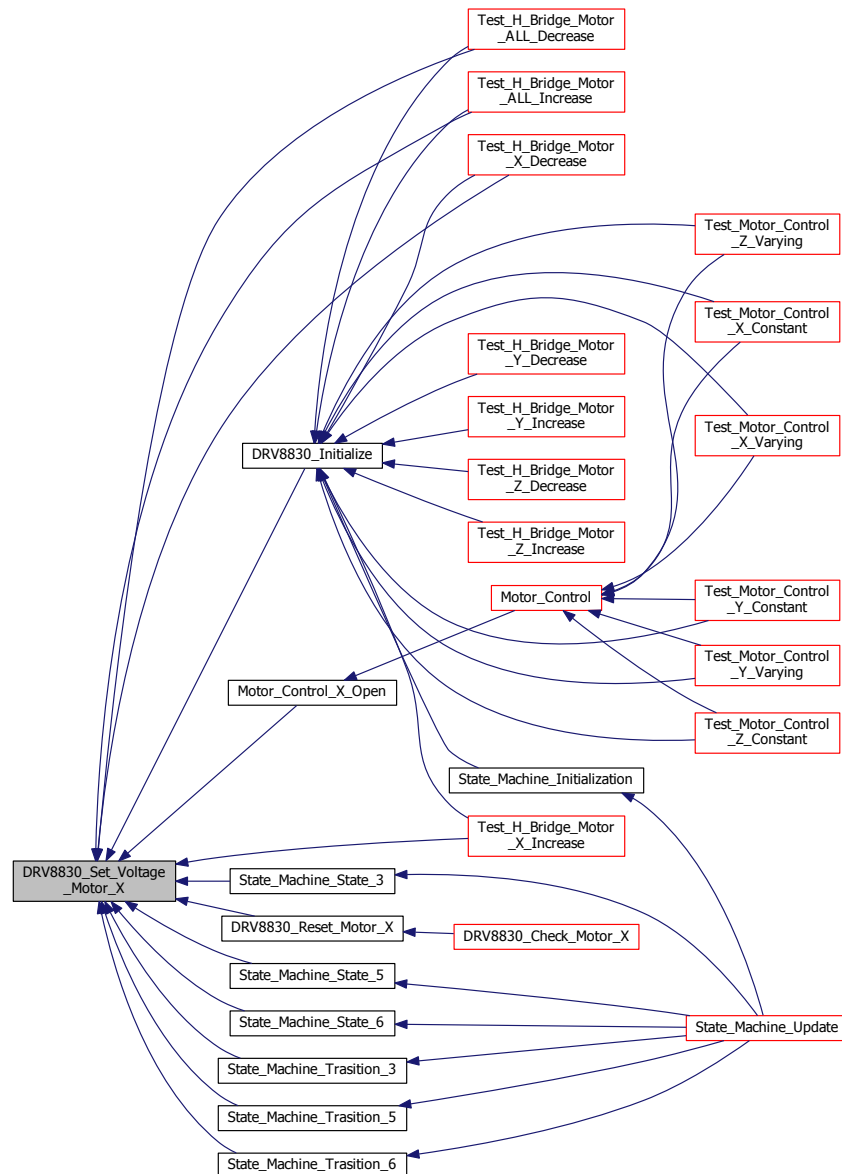 Test_H_Bridge_Motor
_ALL_Decrease
Test_H_Bridge_Motor
_ALL_Increase
Test_H_Bridge_Motor
_X_Decrease
Test_Motor_Control
_Z_Varying
Test_Motor_Control
_X_Constant
Test_H_Bridge_Motor
_Y_Decrease
Test_H_Bridge_Motor
_Y_Increase
Test_Motor_Control
_X_Varying
DRV8830_Initialize
Test_H_Bridge_Motor
_Z_Decrease
Test_H_Bridge_Motor
_Z_Increase
Motor_Control
Test_Motor_Control
_Y_Constant
Test_Motor_Control
_Y_Varying
Motor_Control_X_Open
Test_Motor_Control
_Z_Constant
State_Machine_Initialization
Test_H_Bridge_Motor
_X_Increase
DRV8830_Set_Voltage
_Motor_X
State_Machine_State_3
DRV8830_Reset_Motor_X
DRV8830_Check_Motor_X
State_Machine_State_5
State_Machine_State_6
State_Machine_Update
State_Machine_Trasition_3
State_Machine_Trasition_5
State_Machine_Trasition_6